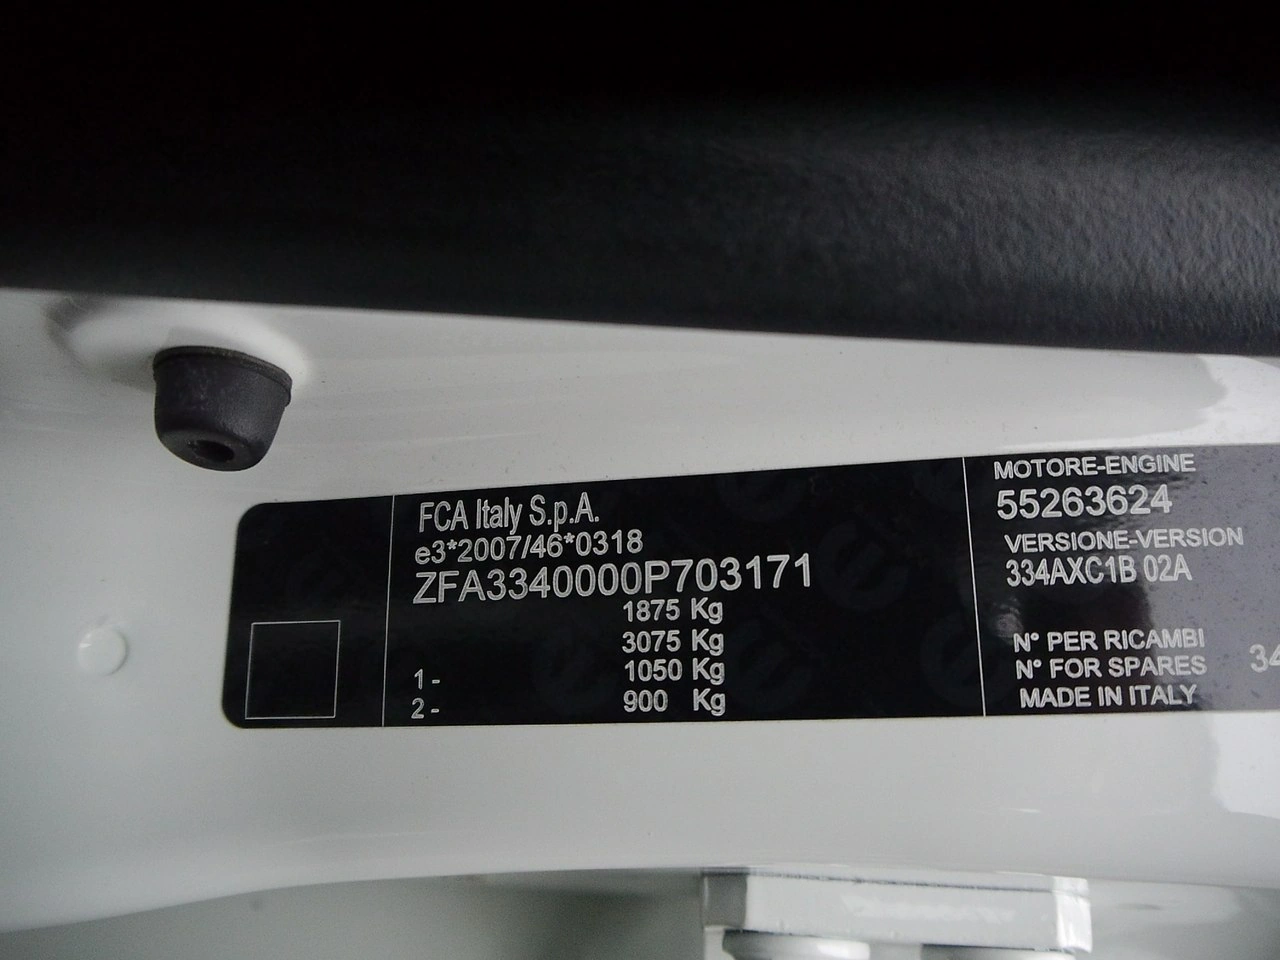 FCA Italy S.p.A.
e3*2007/46*0318
ZFA3340000P703171
1875 Kg
3075 Kg
1 - 1050 Kg
2 - 900 Kg
MOTORE-ENGINE
55263624
VERSIONE-VERSION
334AXC1B 02A
N° PER RICAMBI
N° FOR SPARES 34
MADE IN ITALY